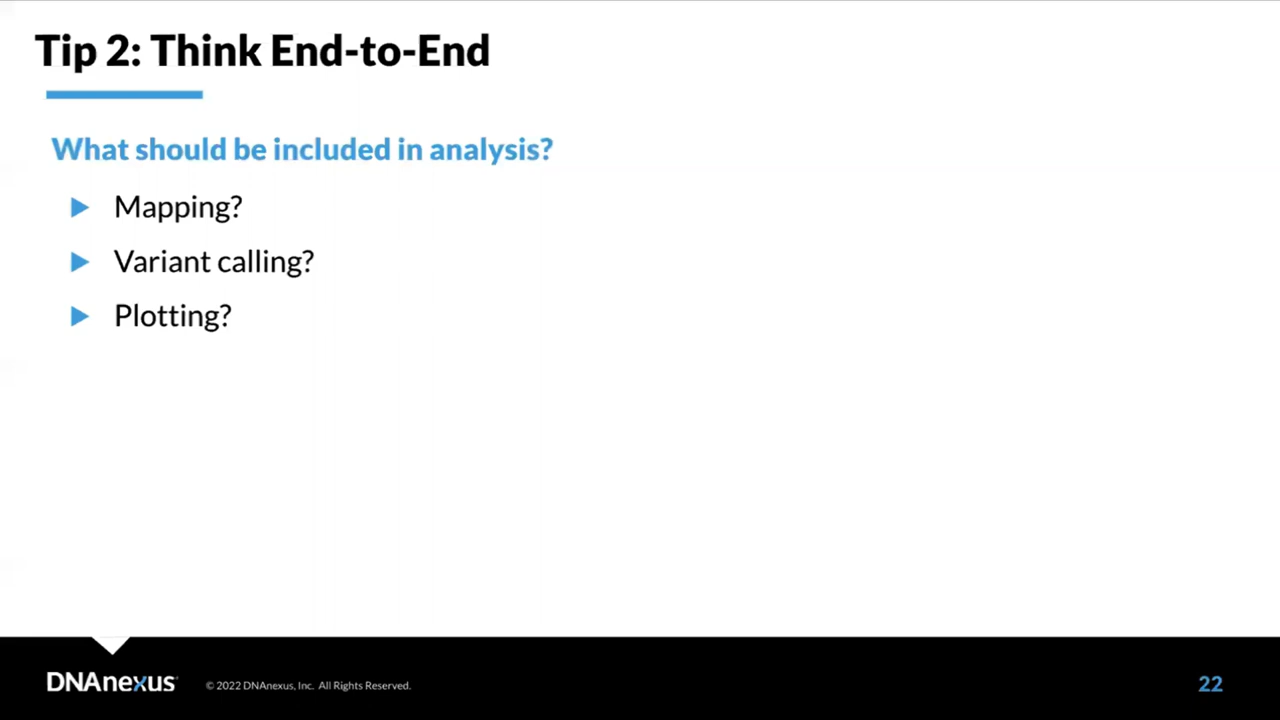 Tip 2: Think End-to-End
What should be included in analysis?
Mapping?
Variant calling?
Plotting?
DNAnexus
© 2022 DNAnexus, Inc. All Rights Reserved.
22